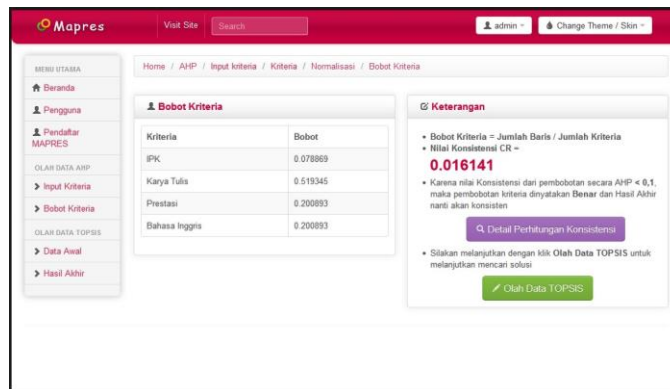 Mapres
Visit Site
Search
admin
Change Theme / Skin
MENU UTAMA
Beranda
Pengguna
Pendaftar
MAPRES
OLAH DATA AHP
Input Kriteria
Bobot Kriteria
OLAH DATA TOPSIS
Data Awal
Hasil Akhir
Home / AHP / Input kriteria / Kriteria / Normalisasi / Bobot Kriteria
Bobot Kriteria
Kriteria Bobot
IPK 0.078869
Karya Tulis 0.519345
Prestasi 0.200893
Bahasa Inggris 0.200893
Keterangan
• Bobot Kriteria = Jumlah Baris / Jumlah Kriteria
• Nilai Konsistensi CR =
0.016141
• Karena nilai Konsistensi dari pembobotan secara AHP < 0,1,
maka pembobotan kriteria dinyatakan Benar dan Hasil Akhir
nanti akan konsisten
Detail Perhitungan Konsistensi
• Silakan melanjutkan dengan klik Olah Data TOPSIS untuk
melanjutkan mencari solusi
Olah Data TOPSIS